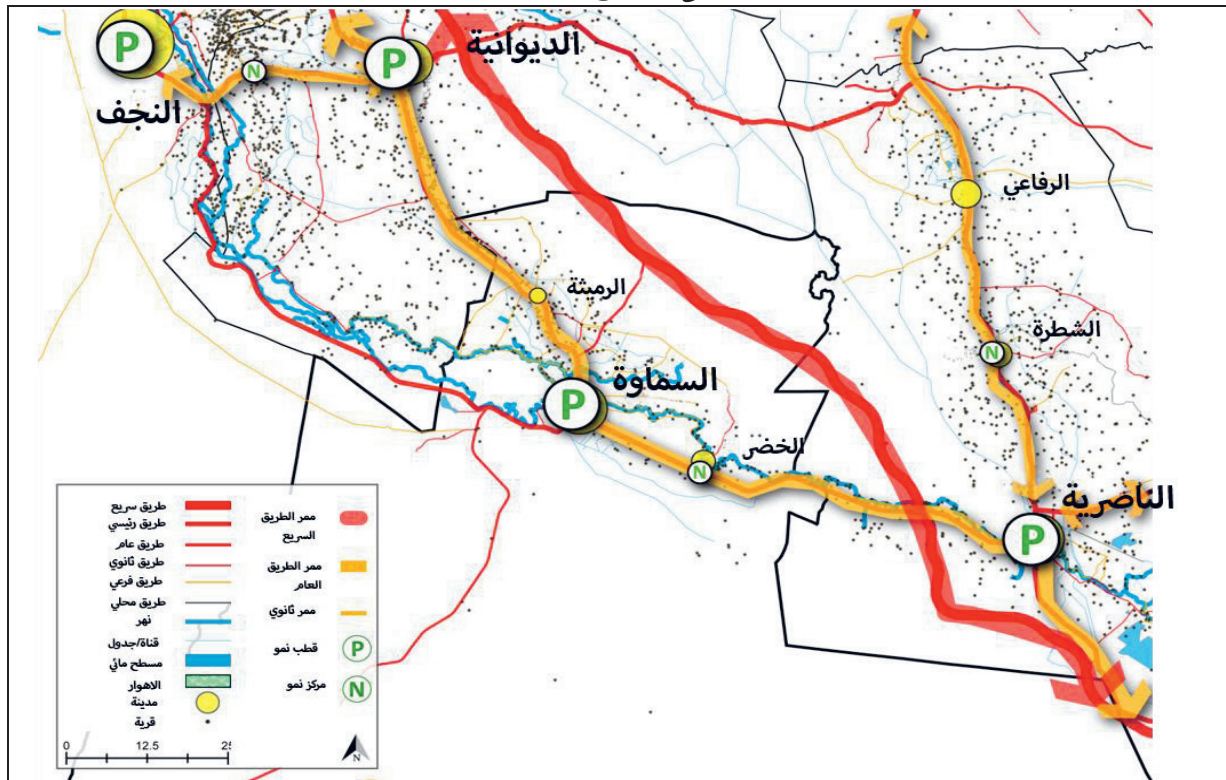 P
P
الديوانية
N
النجف
الرفاعي
الرميثة
الشطرة
N
السماوة
P
الخضر
N
الناصرية
P
ممر الطريق السريع
ممر الطريق العام
ممر ثانوي
P قطب نمو
N مركز نمو
طريق سريع
طريق رئيسي
طريق عام
طريق ثانوي
طريق فرعي
طريق محلي
نهر
قناة/جدول
مسطح مائي
الاهوار
مدينة
قرية
0 12.5
N